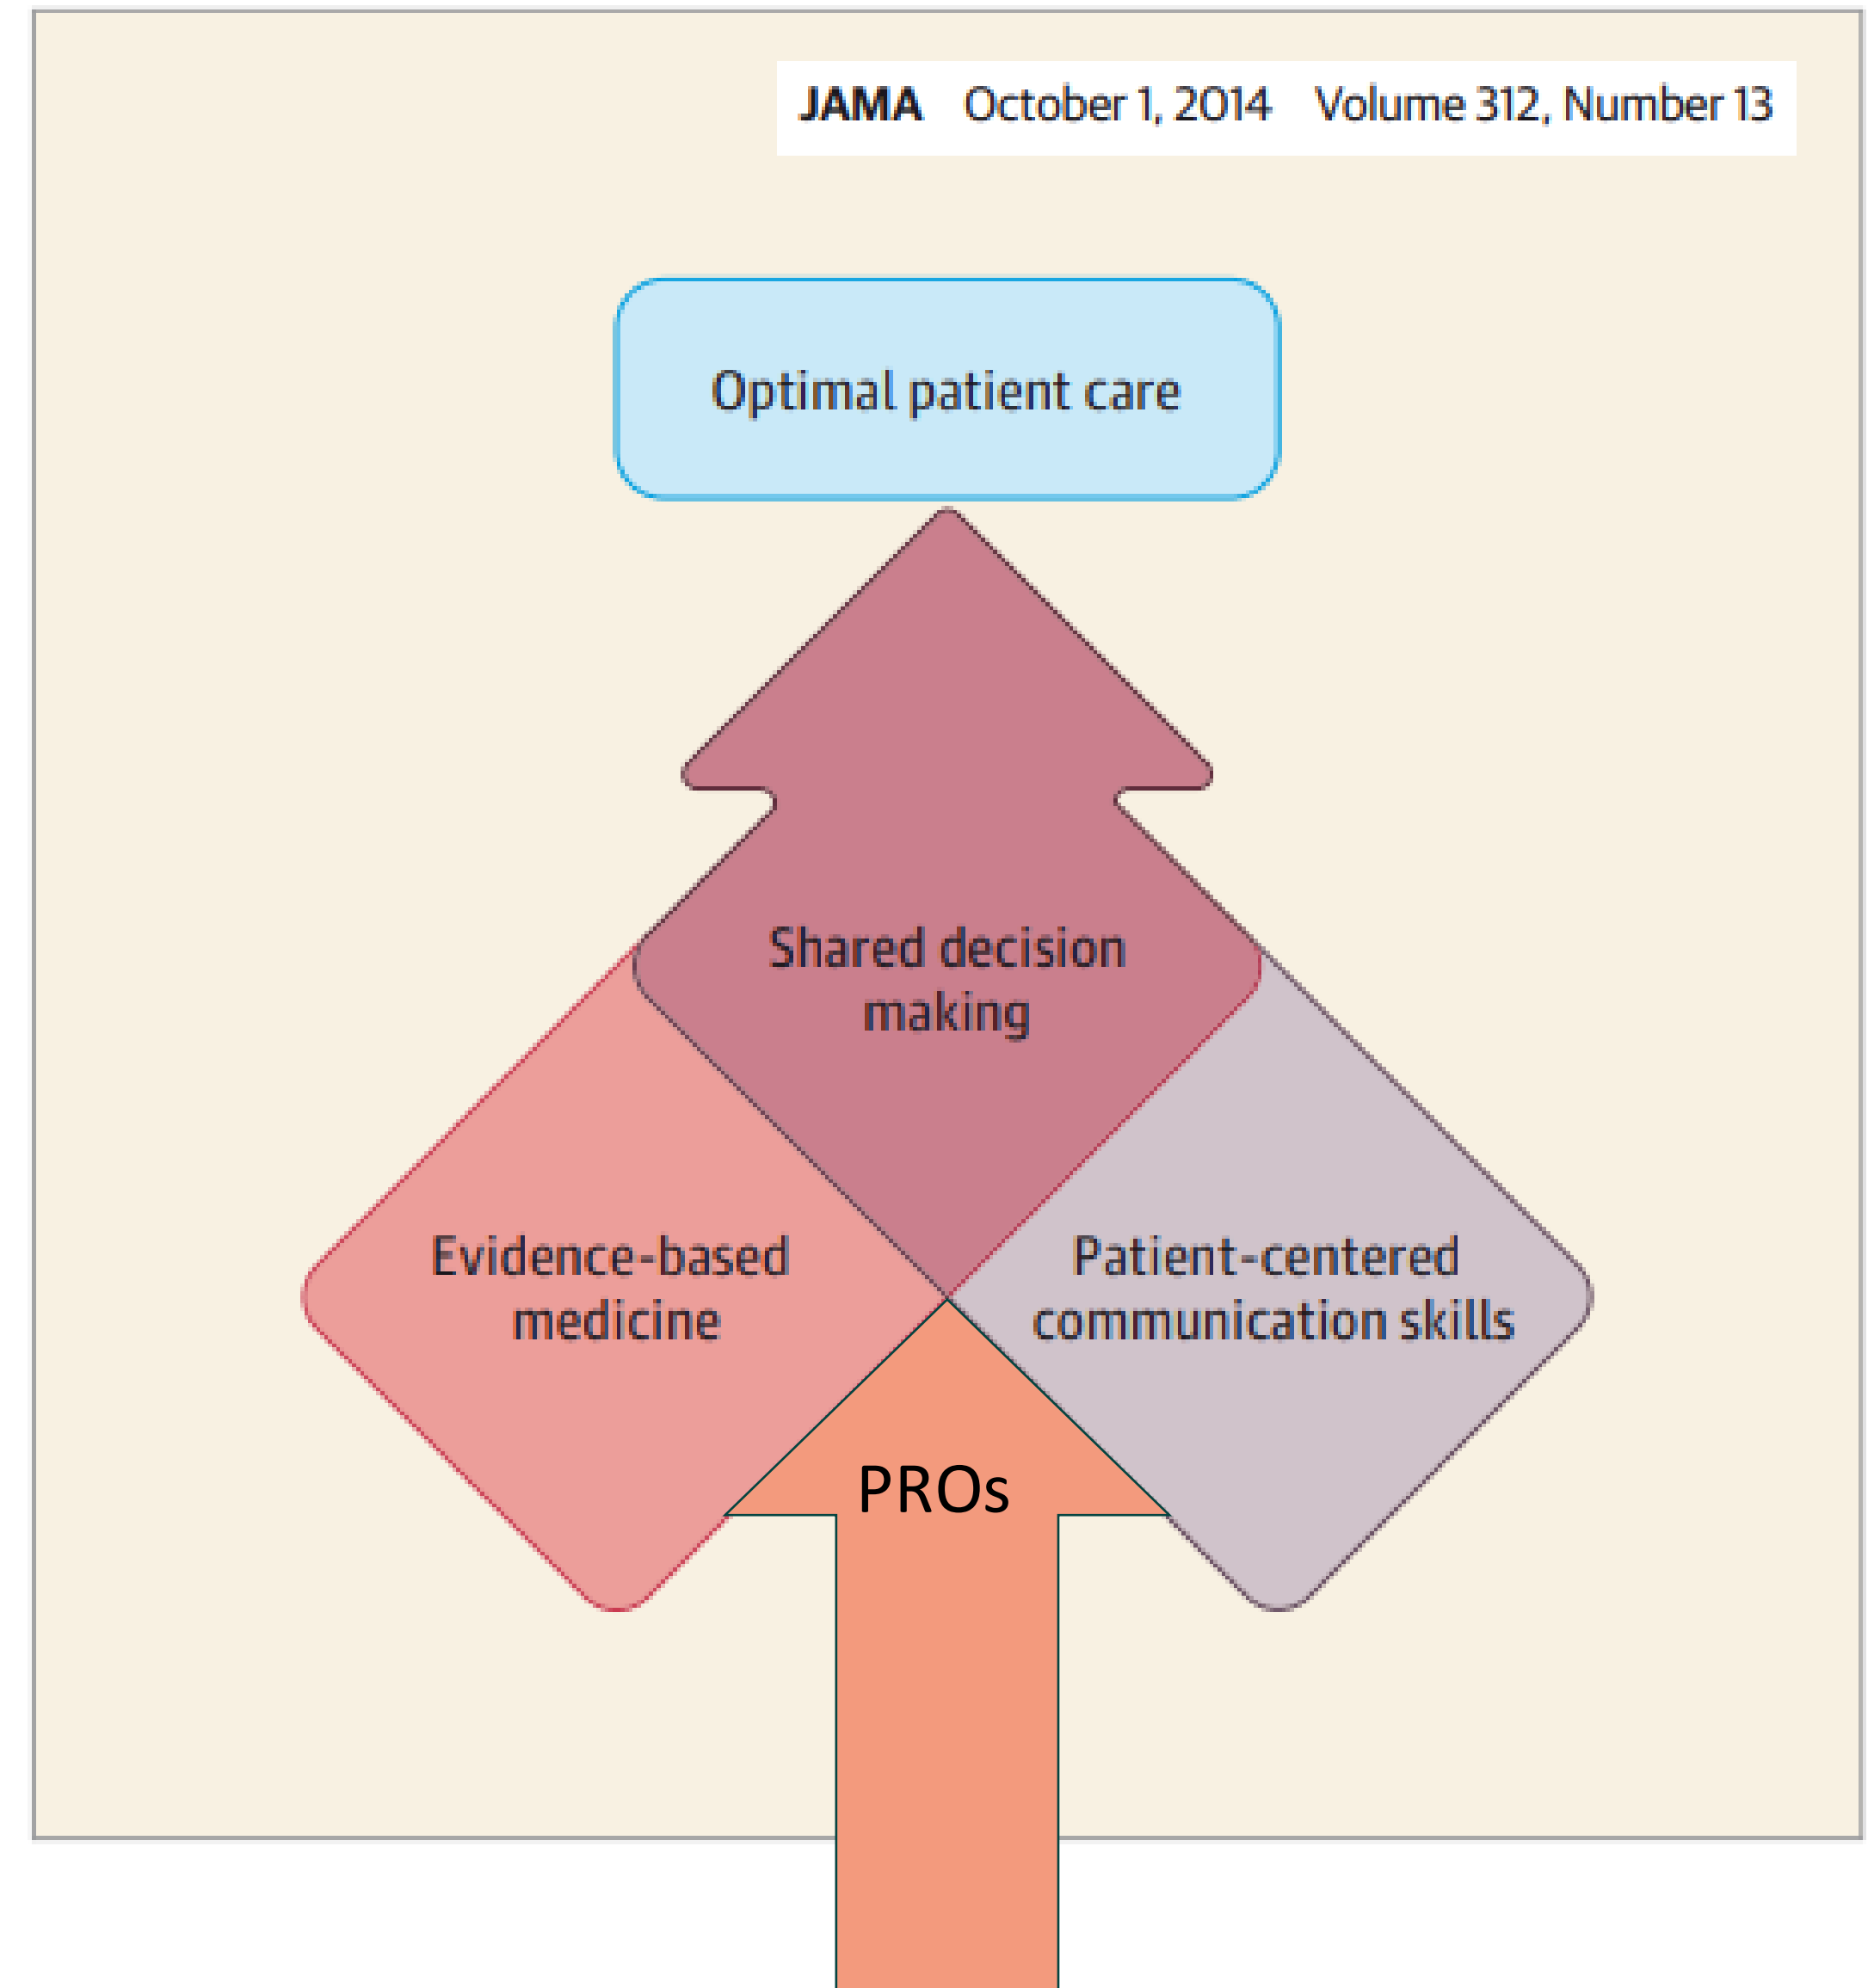 JAMA October 1, 2014 Volume 312, Number 13
Optimal patient care
Shared decision
making
Evidence-based
medicine
Patient-centered
communication skills
PROs